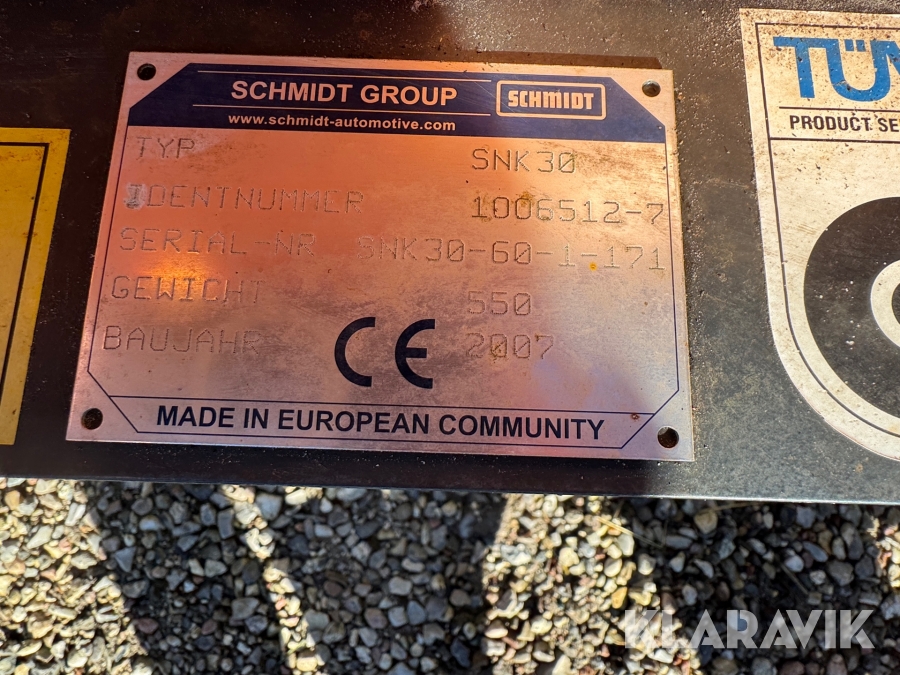 SCHMIDT GROUP SCHMIDT
www.schmidt-automotive.com
TYP SNK30
IDENTNUMMER 1006512-7
SERIAL-NR SNK30-60-1-171
GEWICHT 550
BAUJAHR 2007
CE
MADE IN EUROPEAN COMMUNITY
TÜV
PRODUCT SE
KLARAVIK